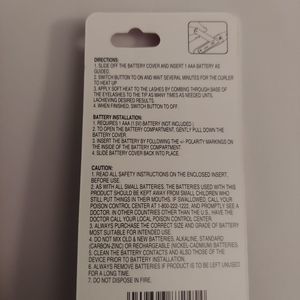 DIRECTIONS:
1. SLIDE OFF THE BATTERY COVER AND INSERT 1 AAA BATTERY AS
GUIDED.
2. SWITCH BUTTON TO ON AND WAIT SEVERAL MINUTES FOR THE CURLER
TO HEAT UP
3. APPLY SOFT HEAT TO THE LASHES BY COMBING THROUGH BASE OF
THE EYELASHES TO THE TIP AS MANY TIMES AS NEEDED UNTIL
ACHIEVING DESIRED RESULTS.
4. WHEN FINISHED, SWITCH BUTTON TO OFF.
BATTERY INSTALLATION:
1. REQUIRES 1 AAA (1.5V) BATTERY (NOT INCLUDED.)
2. TO OPEN THE BATTERY COMPARTMENT, GENTLY PULL DOWN THE
BATTERY COVER.
3. INSERT THE BATTERY BY FOLLOWING THE +/- POLARITY MARKINGS ON
THE INSIDE OF THE BATTERY COMPARTMENT.
4. SLIDE BATTERY COVER BACK INTO PLACE.
CAUTION:
1. READ ALL SAFETY INSTRUCTIONS ON THE ENCLOSED INSERT,
BEFORE USE.
2. AS WITH ALL SMALL BATTERIES, THE BATTERIES USED WITH THIS
PRODUCT SHOULD BE KEPT AWAY FROM SMALL CHILDREN WHO
STILL PUT THINGS IN THEIR MOUTHS. IF SWALLOWED, CALL YOUR
POISON CONTROL CENTER AT 1-800-222-1222, AND PROMPTLY SEE A
DOCTOR. IN OTHER COUNTRIES OTHER THAN THE U.S, HAVE THE
DOCTOR CALL YOUR LOCAL POISON CONTROL CENTER.
3. ALWAYS PURCHASE THE CORRECT SIZE AND GRADE OF BATTERY
MOST SUITABLE FOR INTENDED USE.
4. DO NOT MIX OLD & NEW BATTERIES, ALKALINE, STANDARD
(CARBON-ZINC) OR RECHARGEABLE (NICKEL-CADMIUM) BATTERIES.
5. CLEAN THE BATTERY CONTACTS AND ALSO THOSE OF THE
DEVICE PRIOR TO BATTERY INSTALLATION.
6. ALWAYS REMOVE BATTERIES IF PRODUCT IS TO BE LEFT UNUSED
FOR A LONG TIME.
7. DO NOT DISPOSE IN FIRE.